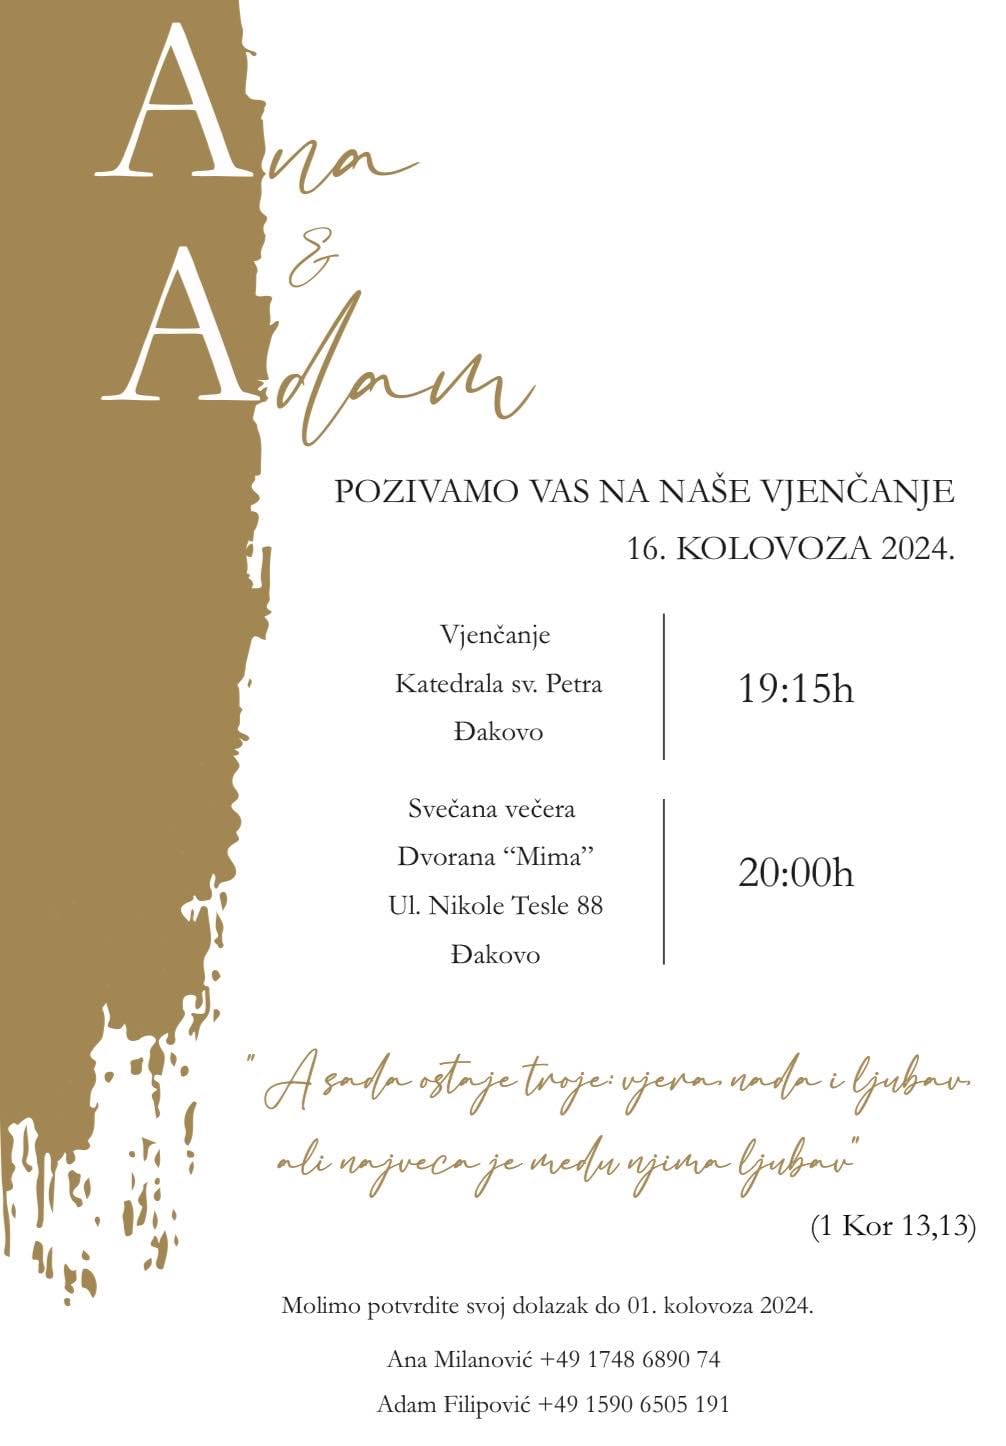 Ana
&
Adam
POZIVAMO VAS NA NAŠE VJENČANJE
16. KOLOVOZA 2024.
Vjenčanje
Katedrala sv. Petra
Đakovo
19:15h
Svečana večera
Dvorana “Mima”
Ul. Nikole Tesle 88
Đakovo
20:00h
" A sada ostaje troje: vjera, nada i ljubav,
ali najveca je medu njima ljubav"
(1 Kor 13,13)
Molimo potvrdite svoj dolazak do 01. kolovoza 2024.
Ana Milanović +49 1748 6890 74
Adam Filipović +49 1590 6505 191